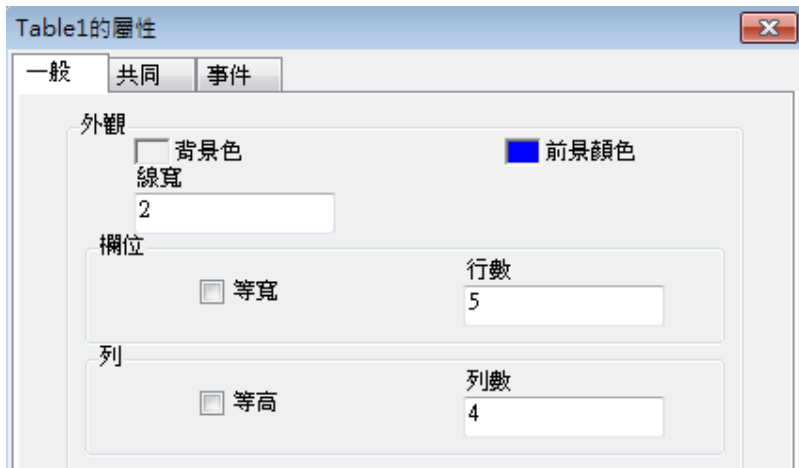 Table1的屬性
一般 共同 事件
外觀
背景色 前景顏色
線寬
2
欄位
等寬 行數
5
列
等高 列數
4